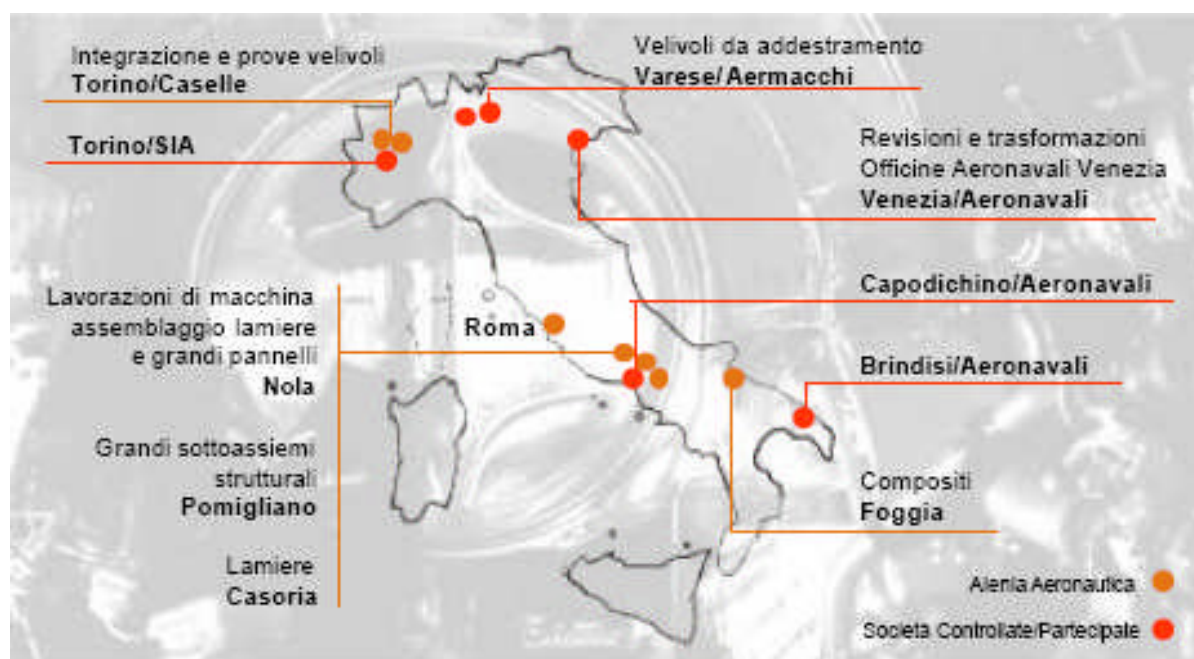 Integrazione e prove velivoli
Torino/Caselle
Torino/SIA
Velivoli da addestramento
Varese/Aermacchi
Revisioni e trasformazioni
Officine Aeronavali Venezia
Venezia/Aeronavali
Capodichino/Aeronavali
Brindisi/Aeronavali
Roma
Lavorazioni di macchina
assemblaggio lamiere
e grandi pannelli
Nola
Grandi sottoassiemi
strutturali
Pomigliano
Lamiere
Casoria
Compositi
Foggia
Alenia Aeronautica
Società Controllate/Partecipate